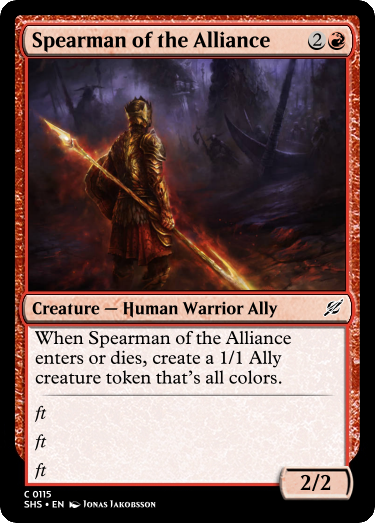 Spearman of the Alliance 2
Creature — Human Warrior Ally
When Spearman of the Alliance
enters or dies, create a 1/1 Ally
creature token that's all colors.
ft
ft
ft
2/2
C 0115
SHS • EN Jonas Jakobsson